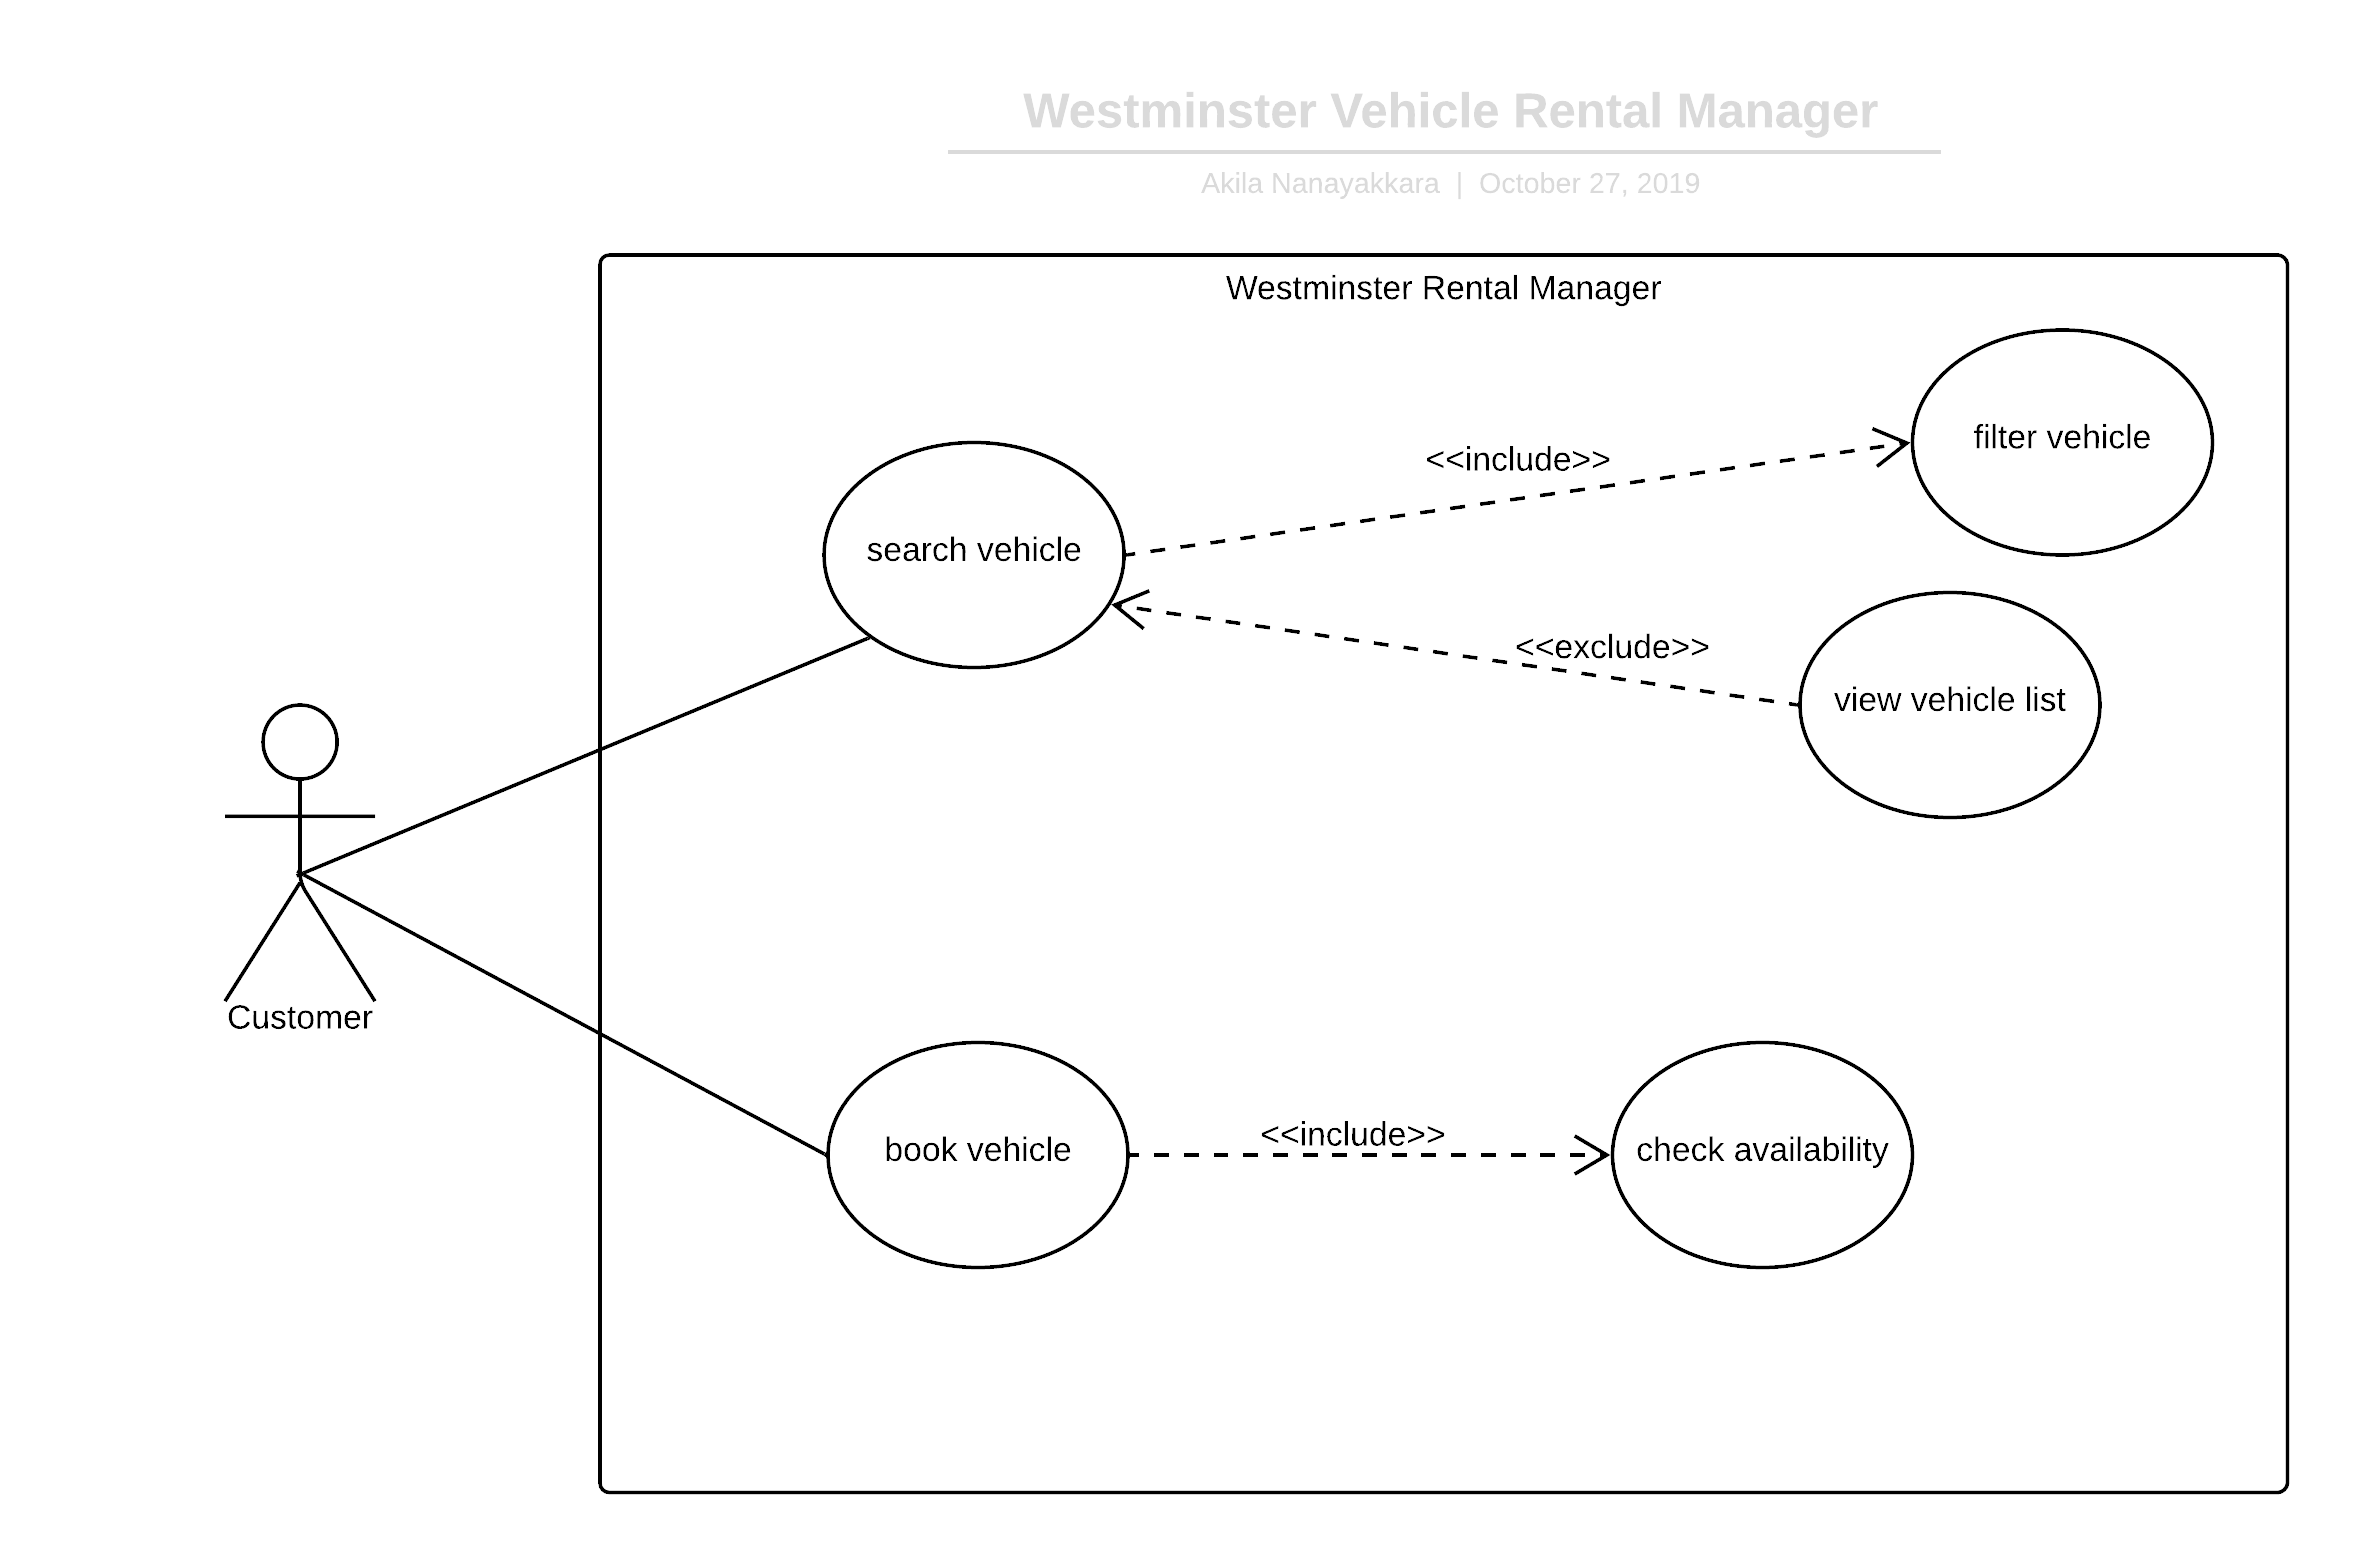 Westminster Vehicle Rental Manager
Akila Nanayakkara | October 27, 2019
Westminster Rental Manager
filter vehicle
<<include>>
search vehicle
<<exclude>>
view vehicle list
Customer
book vehicle
<<include>>
check availability